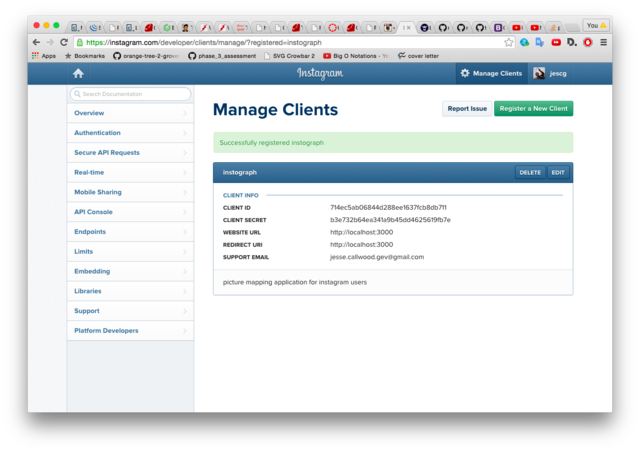 You
https://instagram.com/developer/clients/manage/?registered=instograph
Apps Bookmarks orange-tree-2-grove phase_3_assessment SVG Crowbar 2 Big O Notations - cover letter
Instagram Manage Clients jescg
Search Documentation
Overview
Authentication
Secure API Requests
Real-time
Mobile Sharing
API Console
Endpoints
Limits
Embedding
Libraries
Support
Platform Developers
Manage Clients
Report Issue Register a New Client
Successfully registered instograph
instograph DELETE EDIT
CLIENT INFO
CLIENT ID 714ec5ab06844d288ee1637fcb8db711
CLIENT SECRET b3e732b64ea341a9b45dd4625619fb7e
WEBSITE URL http://localhost:3000
REDIRECT URI http://localhost:3000
SUPPORT EMAIL jesse.callwood.gev@gmail.com
picture mapping application for instagram users